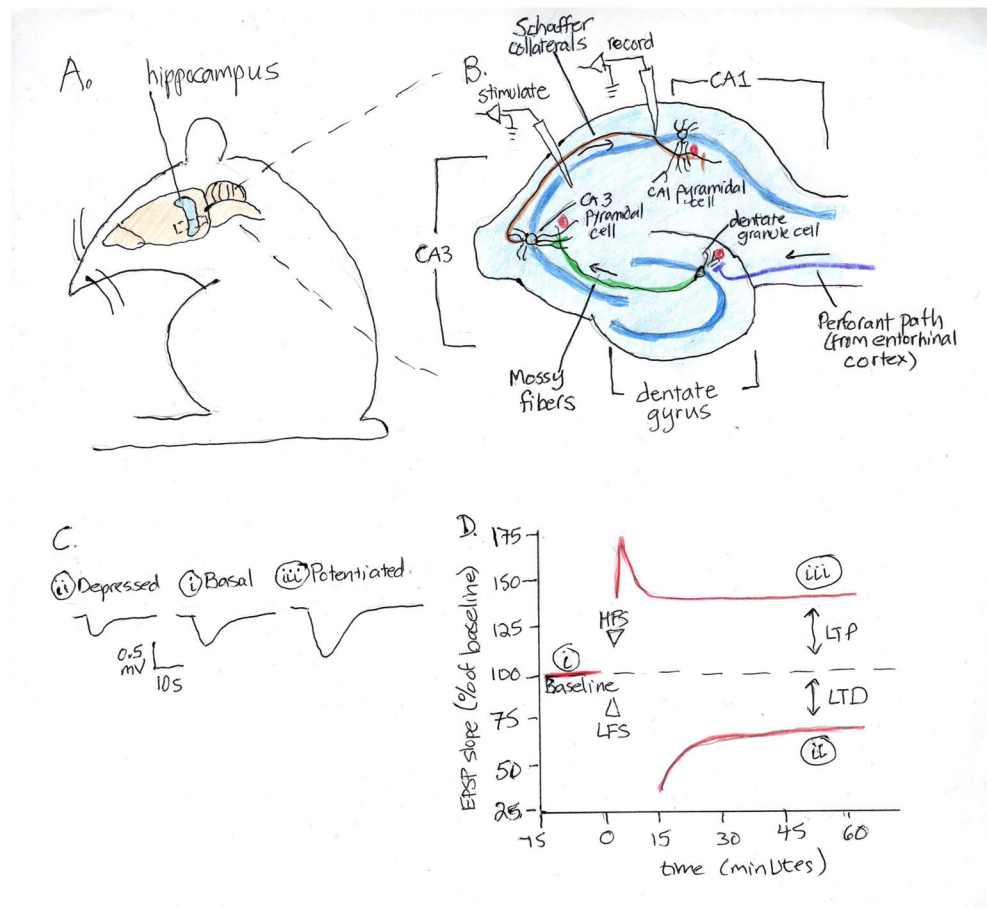 A.
hippocampus
B.
Schaffer
collaterals
record
stimulate
CA1
CA3
CA3
pyramidal
cell
CA1 pyramidal
cell
dentate
granule cell
Perforant path
(from entorhinal
cortex)
Mossy
fibers
dentate
gyrus
C.
ii Depressed
i Basal
iii Potentiated
0.5
mV
10s
D.
EPSP slope (% of baseline)
175
150
125
100
75
50
25
HFS
i
Baseline
LFS
iii
LTP
LTD
ii
-15
0
15
30
45
60
time (minutes)